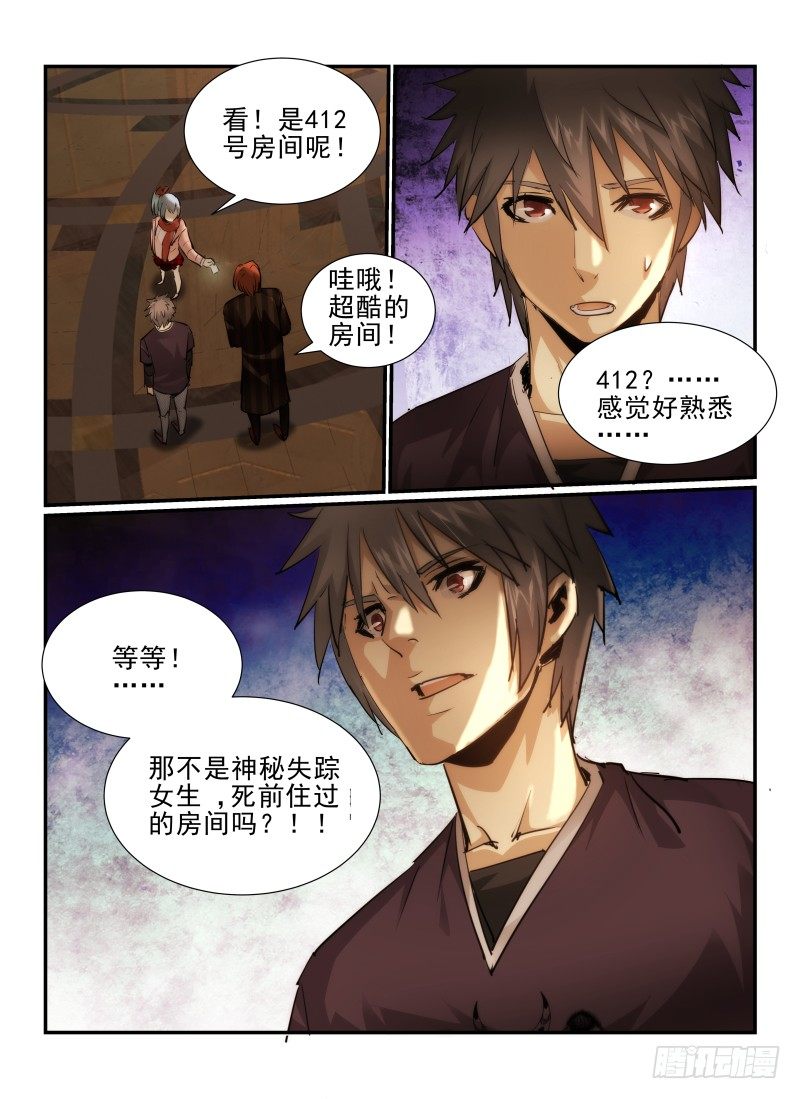 看！是412
号房间呢！
哇哦！
超酷的
房间！
412？……
感觉好熟悉
……
等等！
……
那不是神秘失踪
女生，死前住过
的房间吗？！！
腾讯动漫